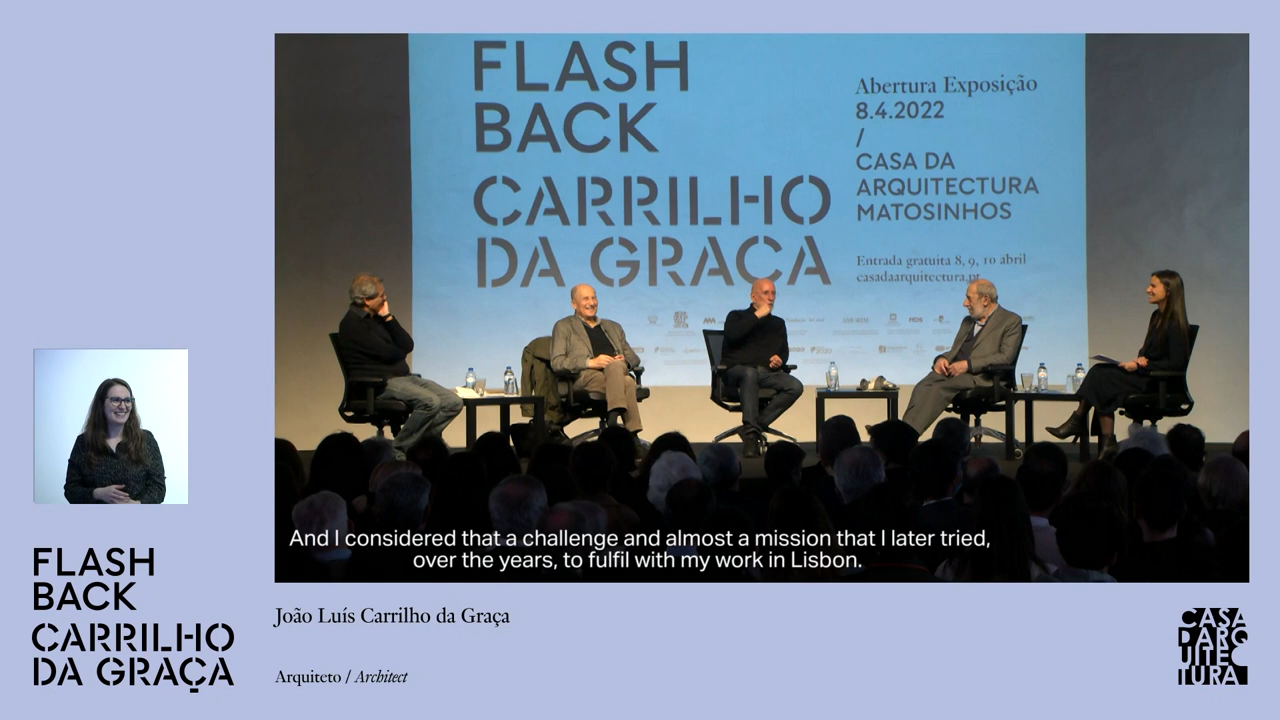 FLASH
BACK
CARRILHO
DA GRAÇA
Abertura Exposição
8.4.2022
/
CASA DA
ARQUITECTURA
MATOSINHOS
Entrada gratuita 8, 9, 10 abril
casadaarquitectura.pt
And I considered that a challenge and almost a mission that I later tried,
over the years, to fulfil with my work in Lisbon.
FLASH
BACK
CARRILHO
DA GRAÇA
João Luís Carrilho da Graça
Arquiteto / Architect
CASA
DARQ
UITEC
TURA